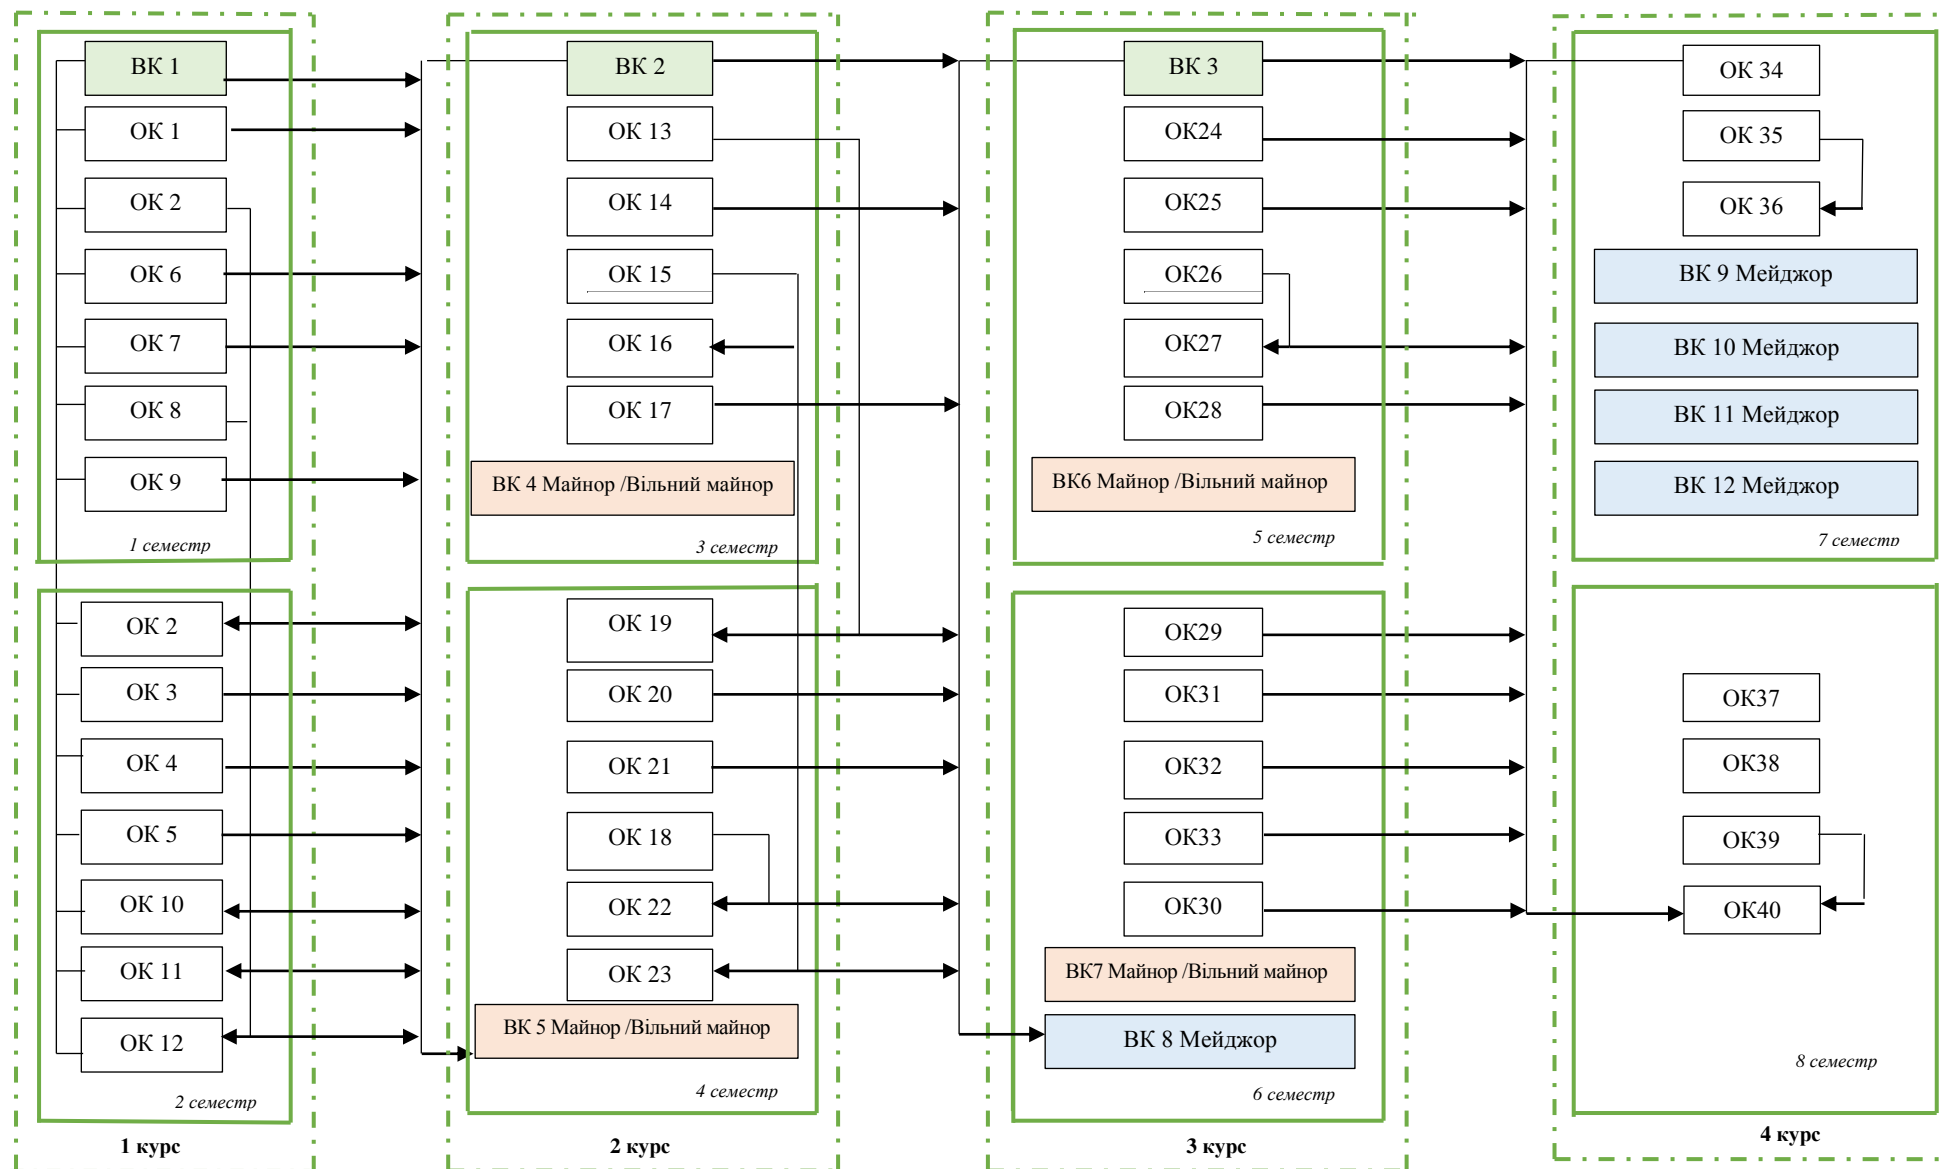 ВК 1
ОК 1
ОК 2
ОК 6
ОК 7
ОК 8
ОК 9
1 семестр
ОК 2
ОК 3
ОК 4
ОК 5
ОК 10
ОК 11
ОК 12
2 семестр
1 курс
ВК 2
ОК 13
ОК 14
ОК 15
ОК 16
ОК 17
ВК 4 Майнор /Вільний майнор
3 семестр
ОК 19
ОК 20
ОК 21
ОК 18
ОК 22
ОК 23
ВК 5 Майнор /Вільний майнор
4 семестр
2 курс
ВК 3
ОК24
ОК25
ОК26
ОК27
ОК28
ВК6 Майнор /Вільний майнор
5 семестр
ОК29
ОК31
ОК32
ОК33
ОК30
ВК7 Майнор /Вільний майнор
ВК 8 Мейджор
6 семестр
3 курс
ОК 34
ОК 35
ОК 36
ВК 9 Мейджор
ВК 10 Мейджор
ВК 11 Мейджор
ВК 12 Мейджор
7 семестр
ОК37
ОК38
ОК39
ОК40
8 семестр
4 курс